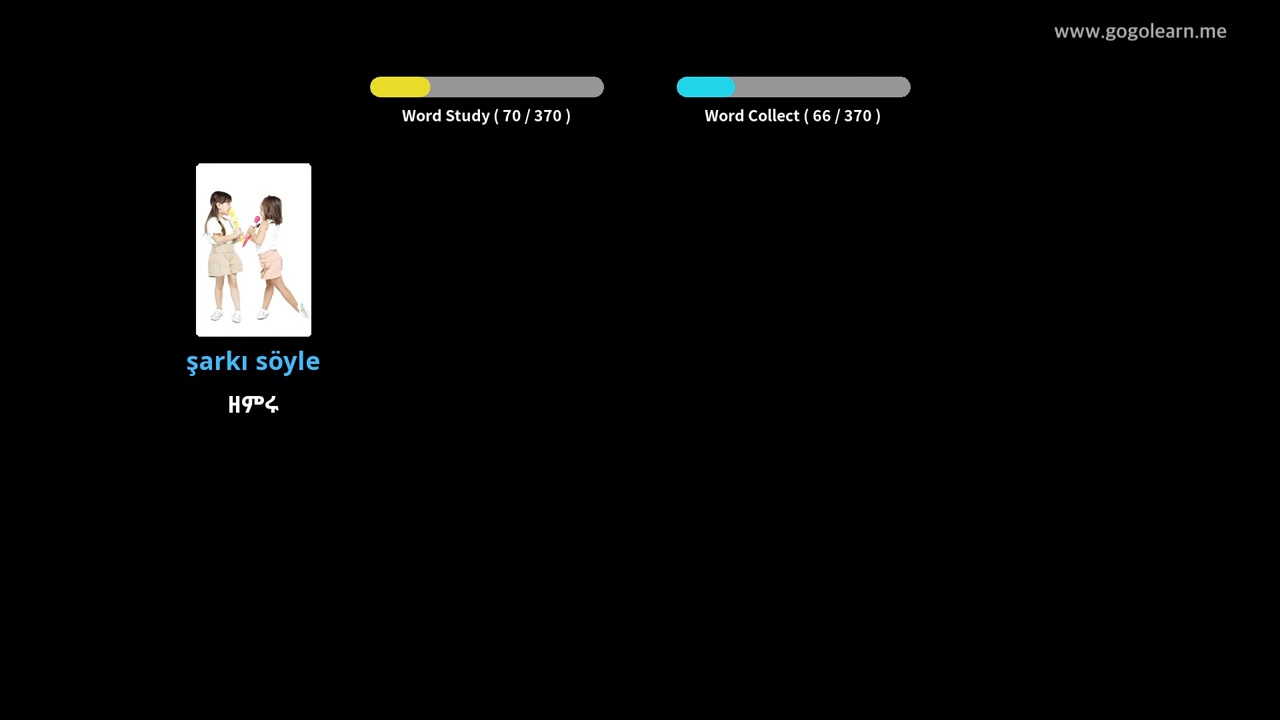 www.gogolearn.me
Word Study ( 70 / 370 )
Word Collect ( 66 / 370 )
şarkı söyle
ዘምሩ